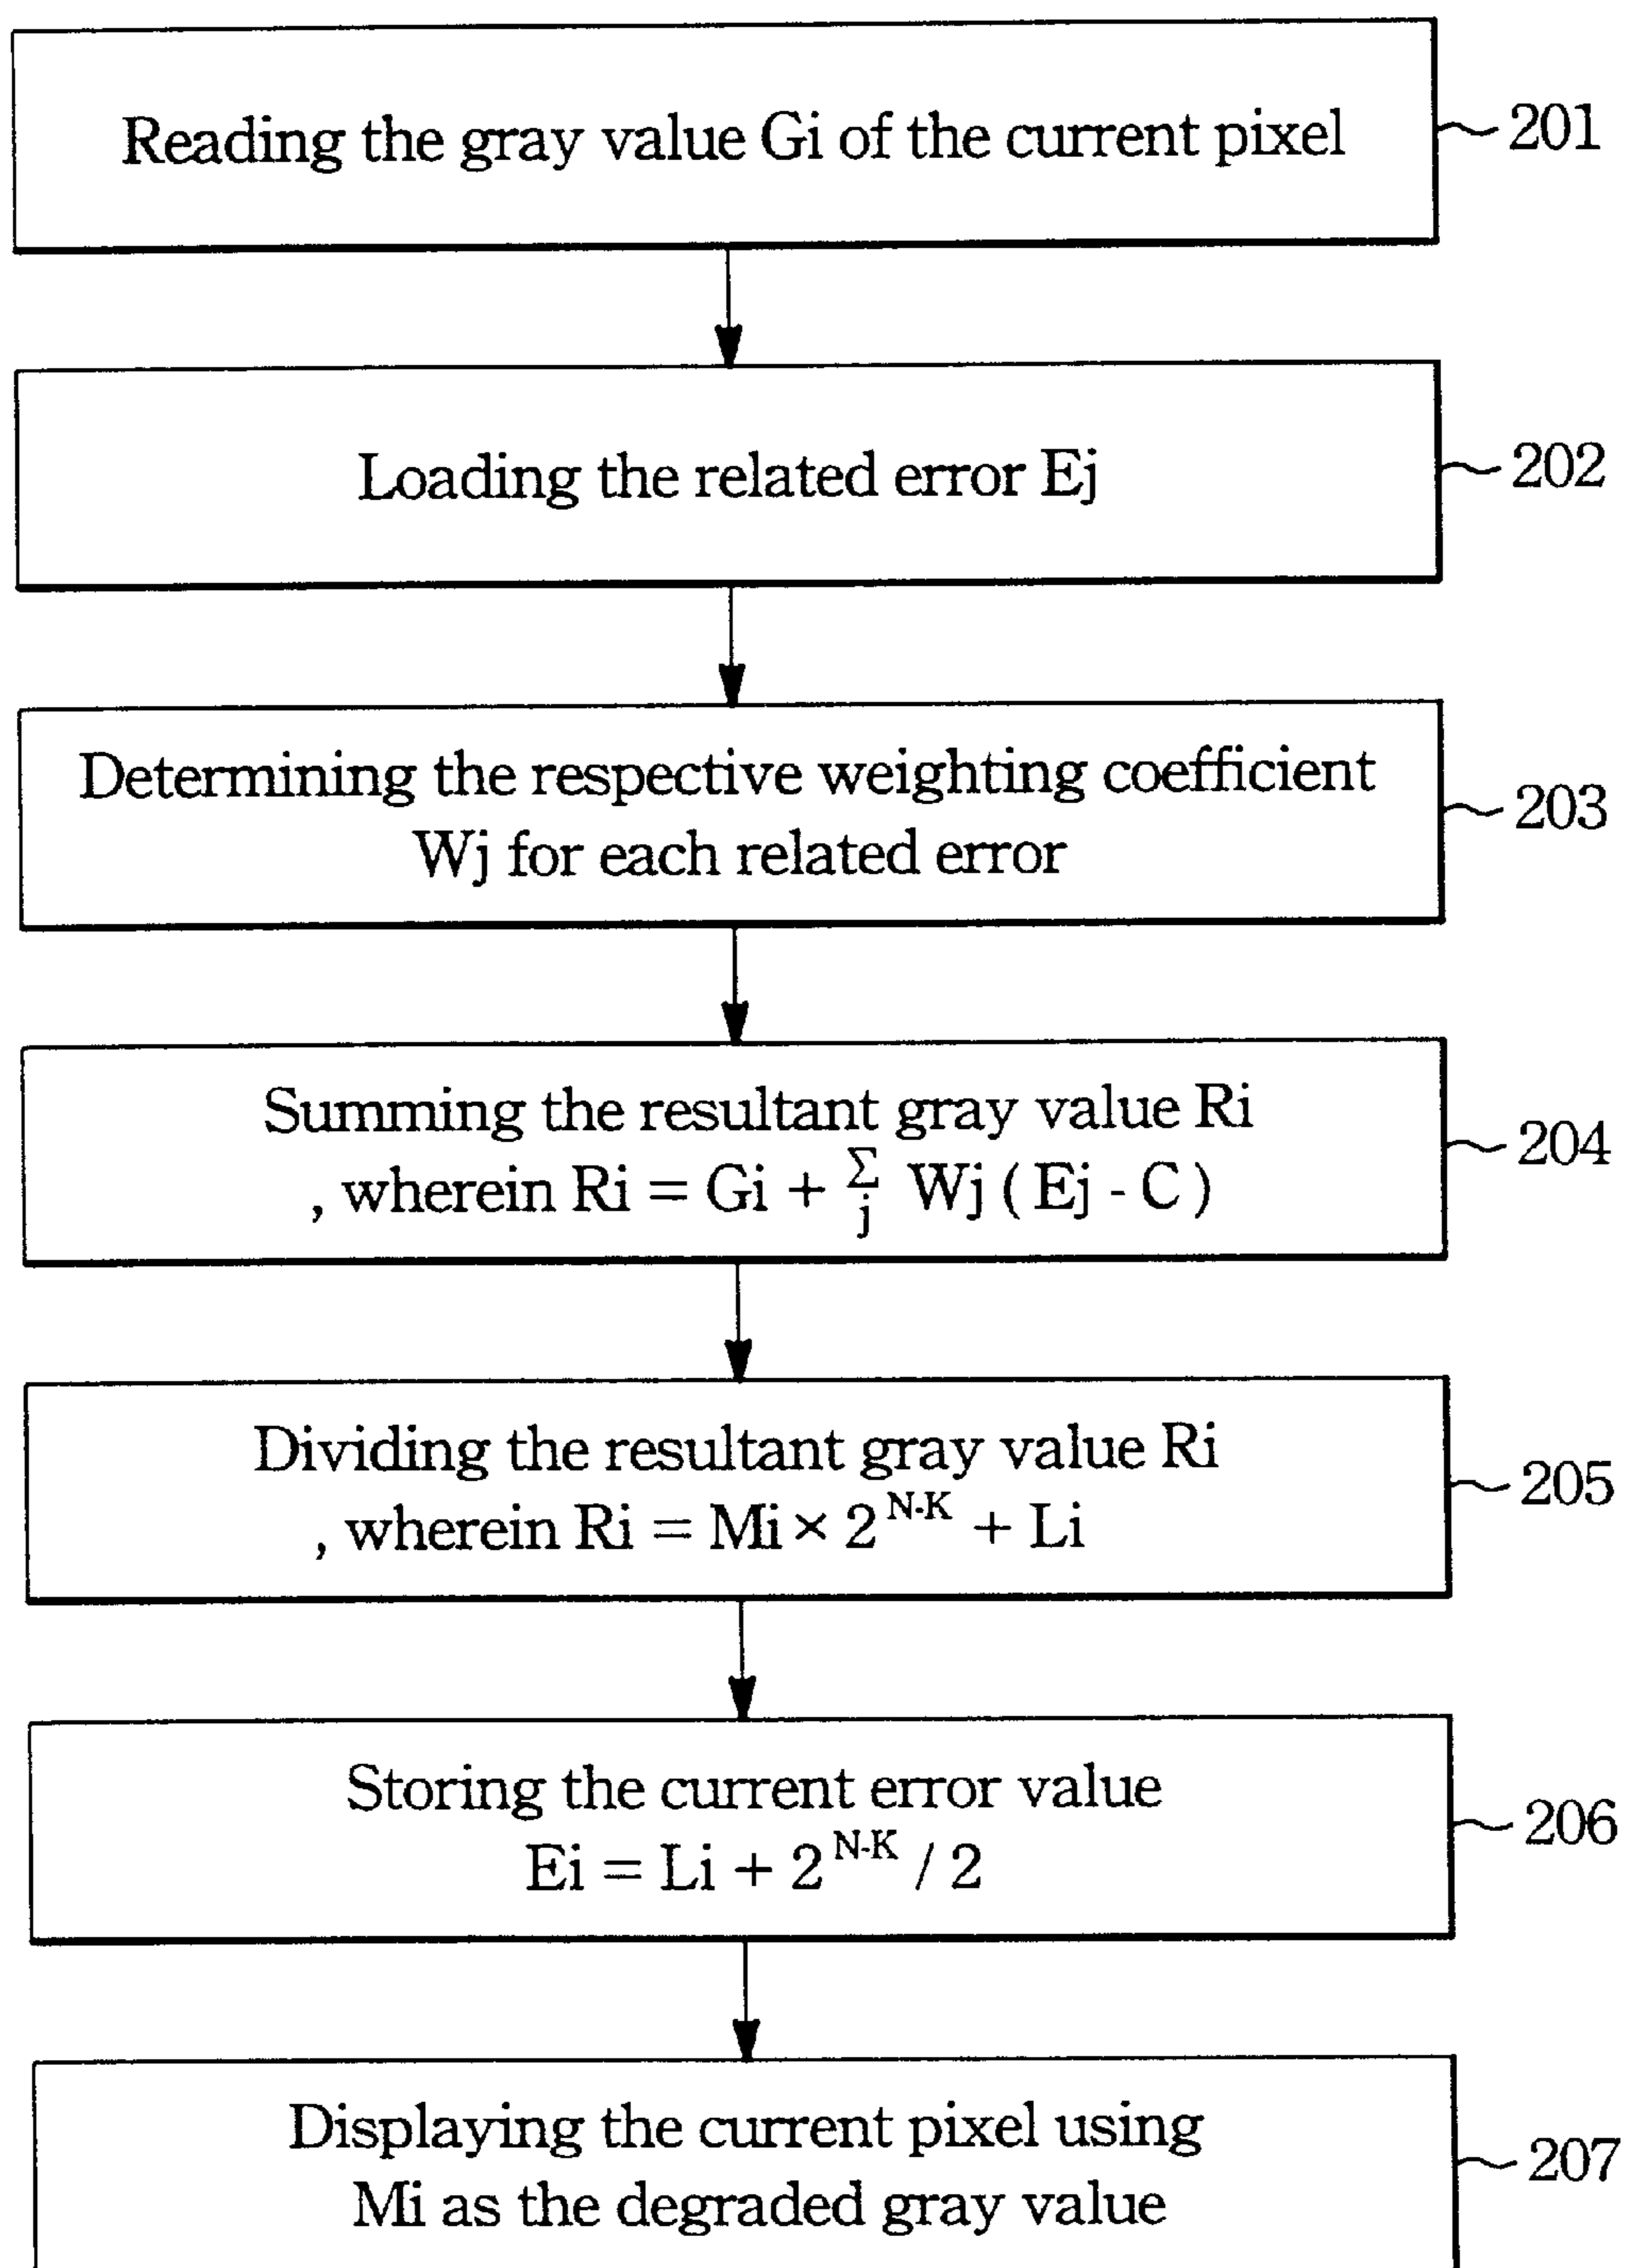 Reading the gray value Gi of the current pixel
201
Loading the related error Ej
202
Determining the respective weighting coefficient
Wj for each related error
203
Summing the resultant gray value Ri
, wherein Ri = Gi + Σj Wj ( Ej - C )
204
Dividing the resultant gray value Ri
, wherein Ri = Mi × 2^N-K + Li
205
Storing the current error value
Ei = Li + 2^N-K / 2
206
Displaying the current pixel using
Mi as the degraded gray value
207